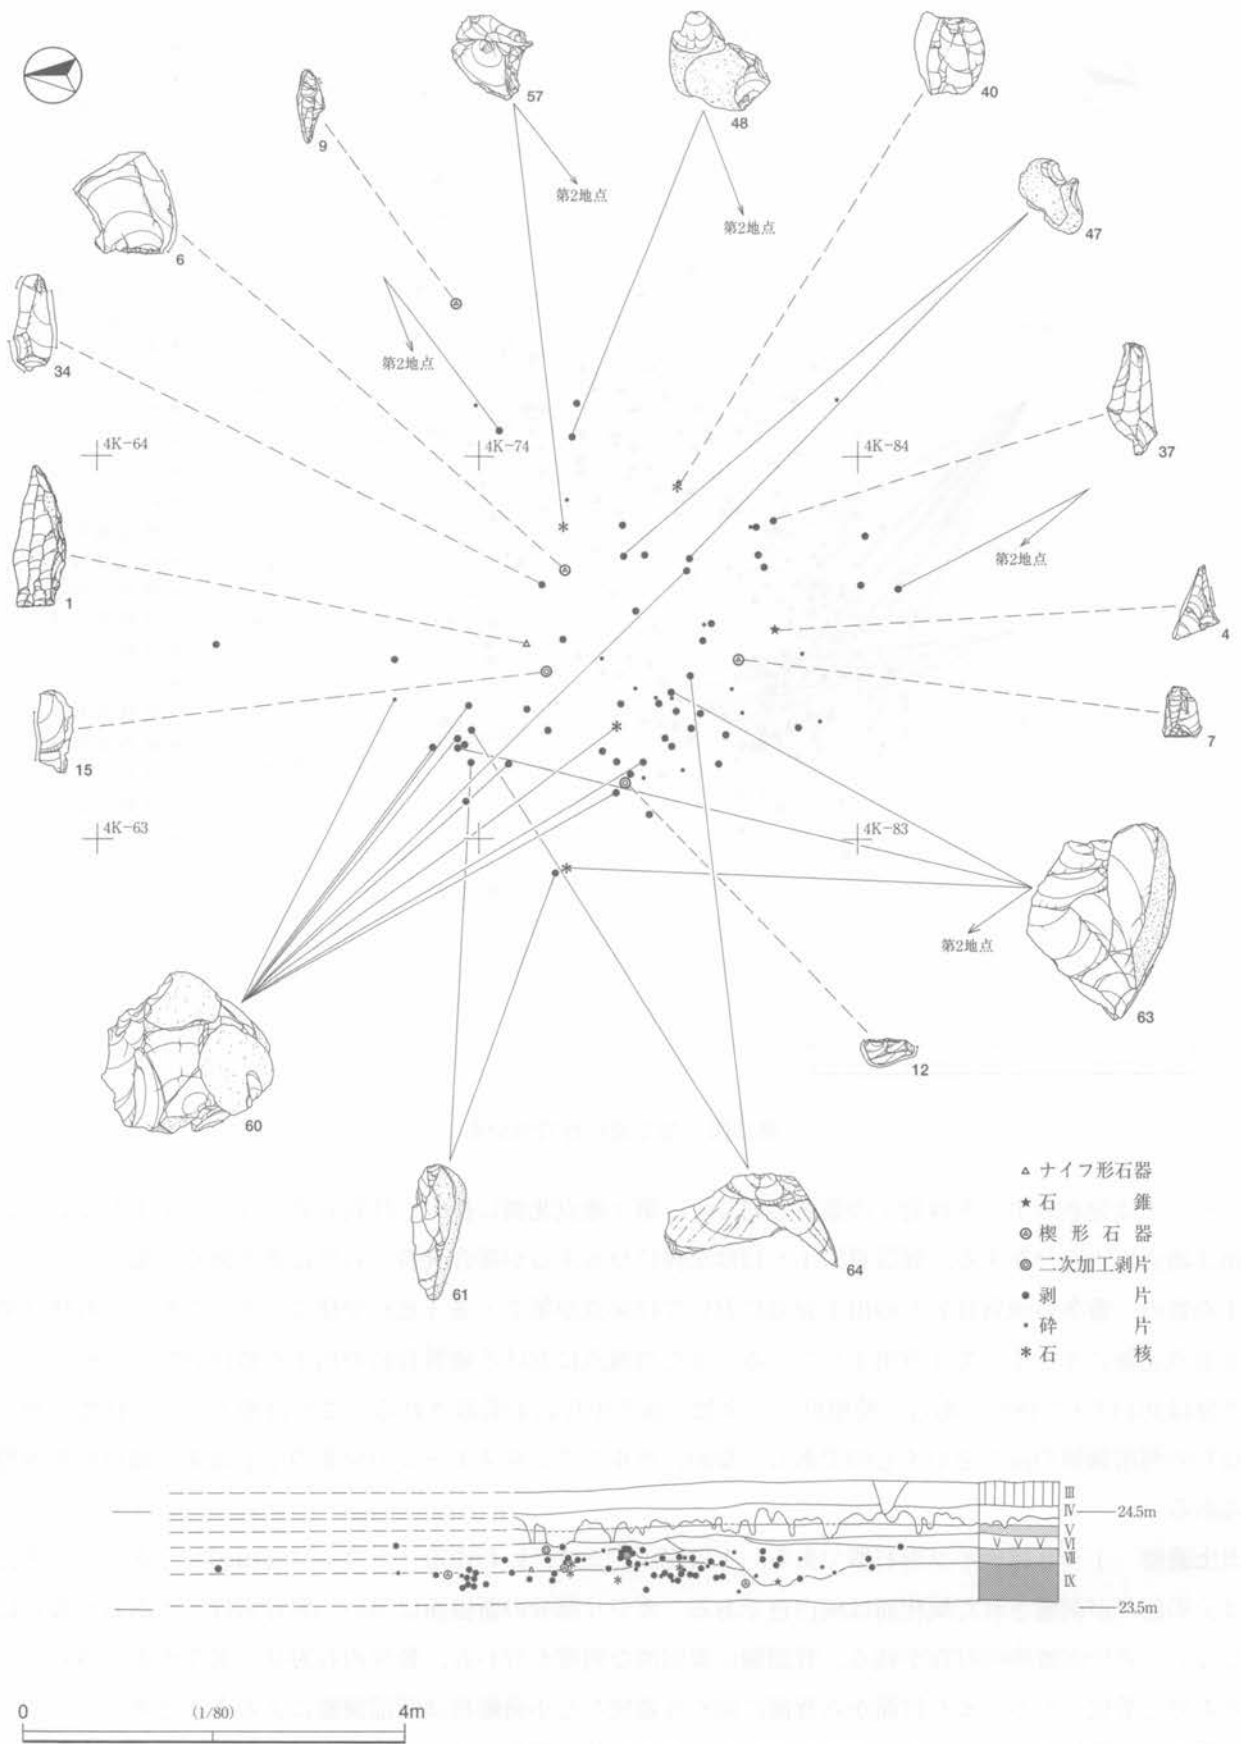 57
48
40
9
第2地点
47
第2地点
6
第2地点
34
37
4K-64
4K-74
4K-84
第2地点
1
4
7
15
4K-63
4K-83
第2地点
63
12
60
61
64
△ ナイフ形石器
★ 石 錐
楔 形 石 器
◎ 二次加工剥片
● 剥 片
・ 砕 片
* 石 核
Ⅲ
Ⅳ
24.5m
Ⅴ
Ⅵ
Ⅶ
Ⅸ
23.5m
0 (1/80) 4m